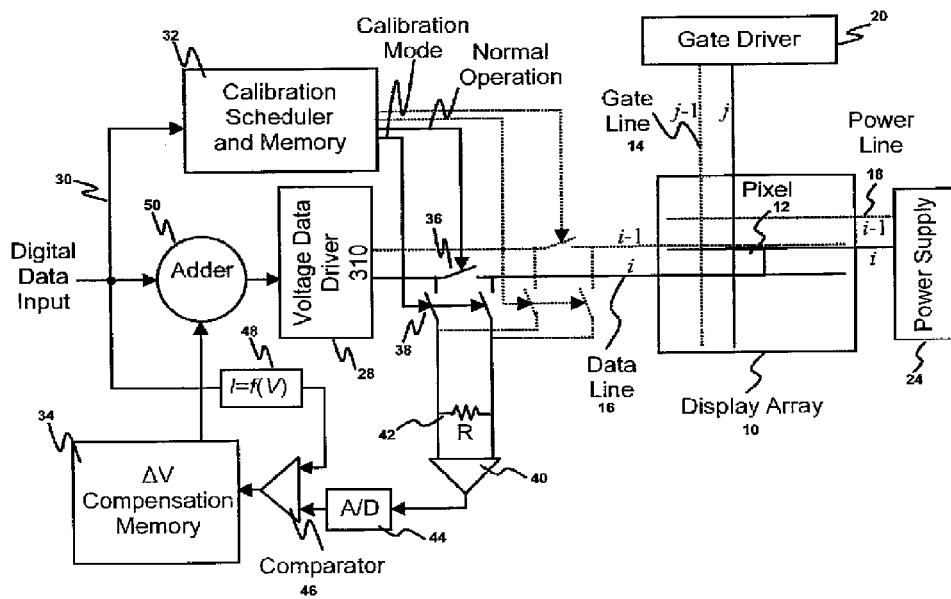 32
Calibration
Mode
Normal
Operation
20
Gate Driver
Calibration
Scheduler
and Memory
j-1
j
Gate
Line
14
Power
Line
18
30
50
Pixel
12
i-1
i
Digital
Data
Input
Adder
Voltage Data
Driver
310
36
i-1
i
Power Supply
38
28
48
I=f(V)
Data
Line
16
24
Display Array
10
34
42
R
ΔV
Compensation
Memory
40
A/D
44
Comparator
46